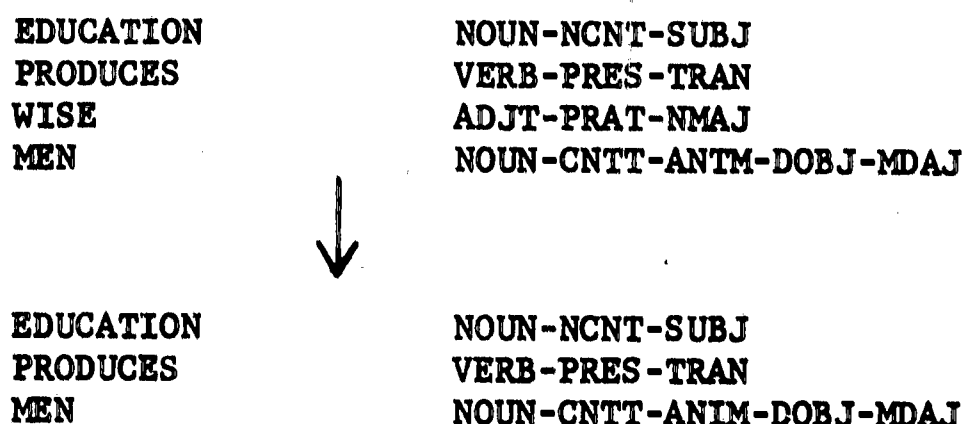 EDUCATION NOUN-NCNT-SUBJ
PRODUCES VERB-PRES-TRAN
WISE ADJT-PRAT-NMAJ
MEN NOUN-CNTT-ANTM-DOBJ-MDAJ
EDUCATION NOUN-NCNT-SUBJ
PRODUCES VERB-PRES-TRAN
MEN NOUN-CNTT-ANIM-DOBJ-MDAJ